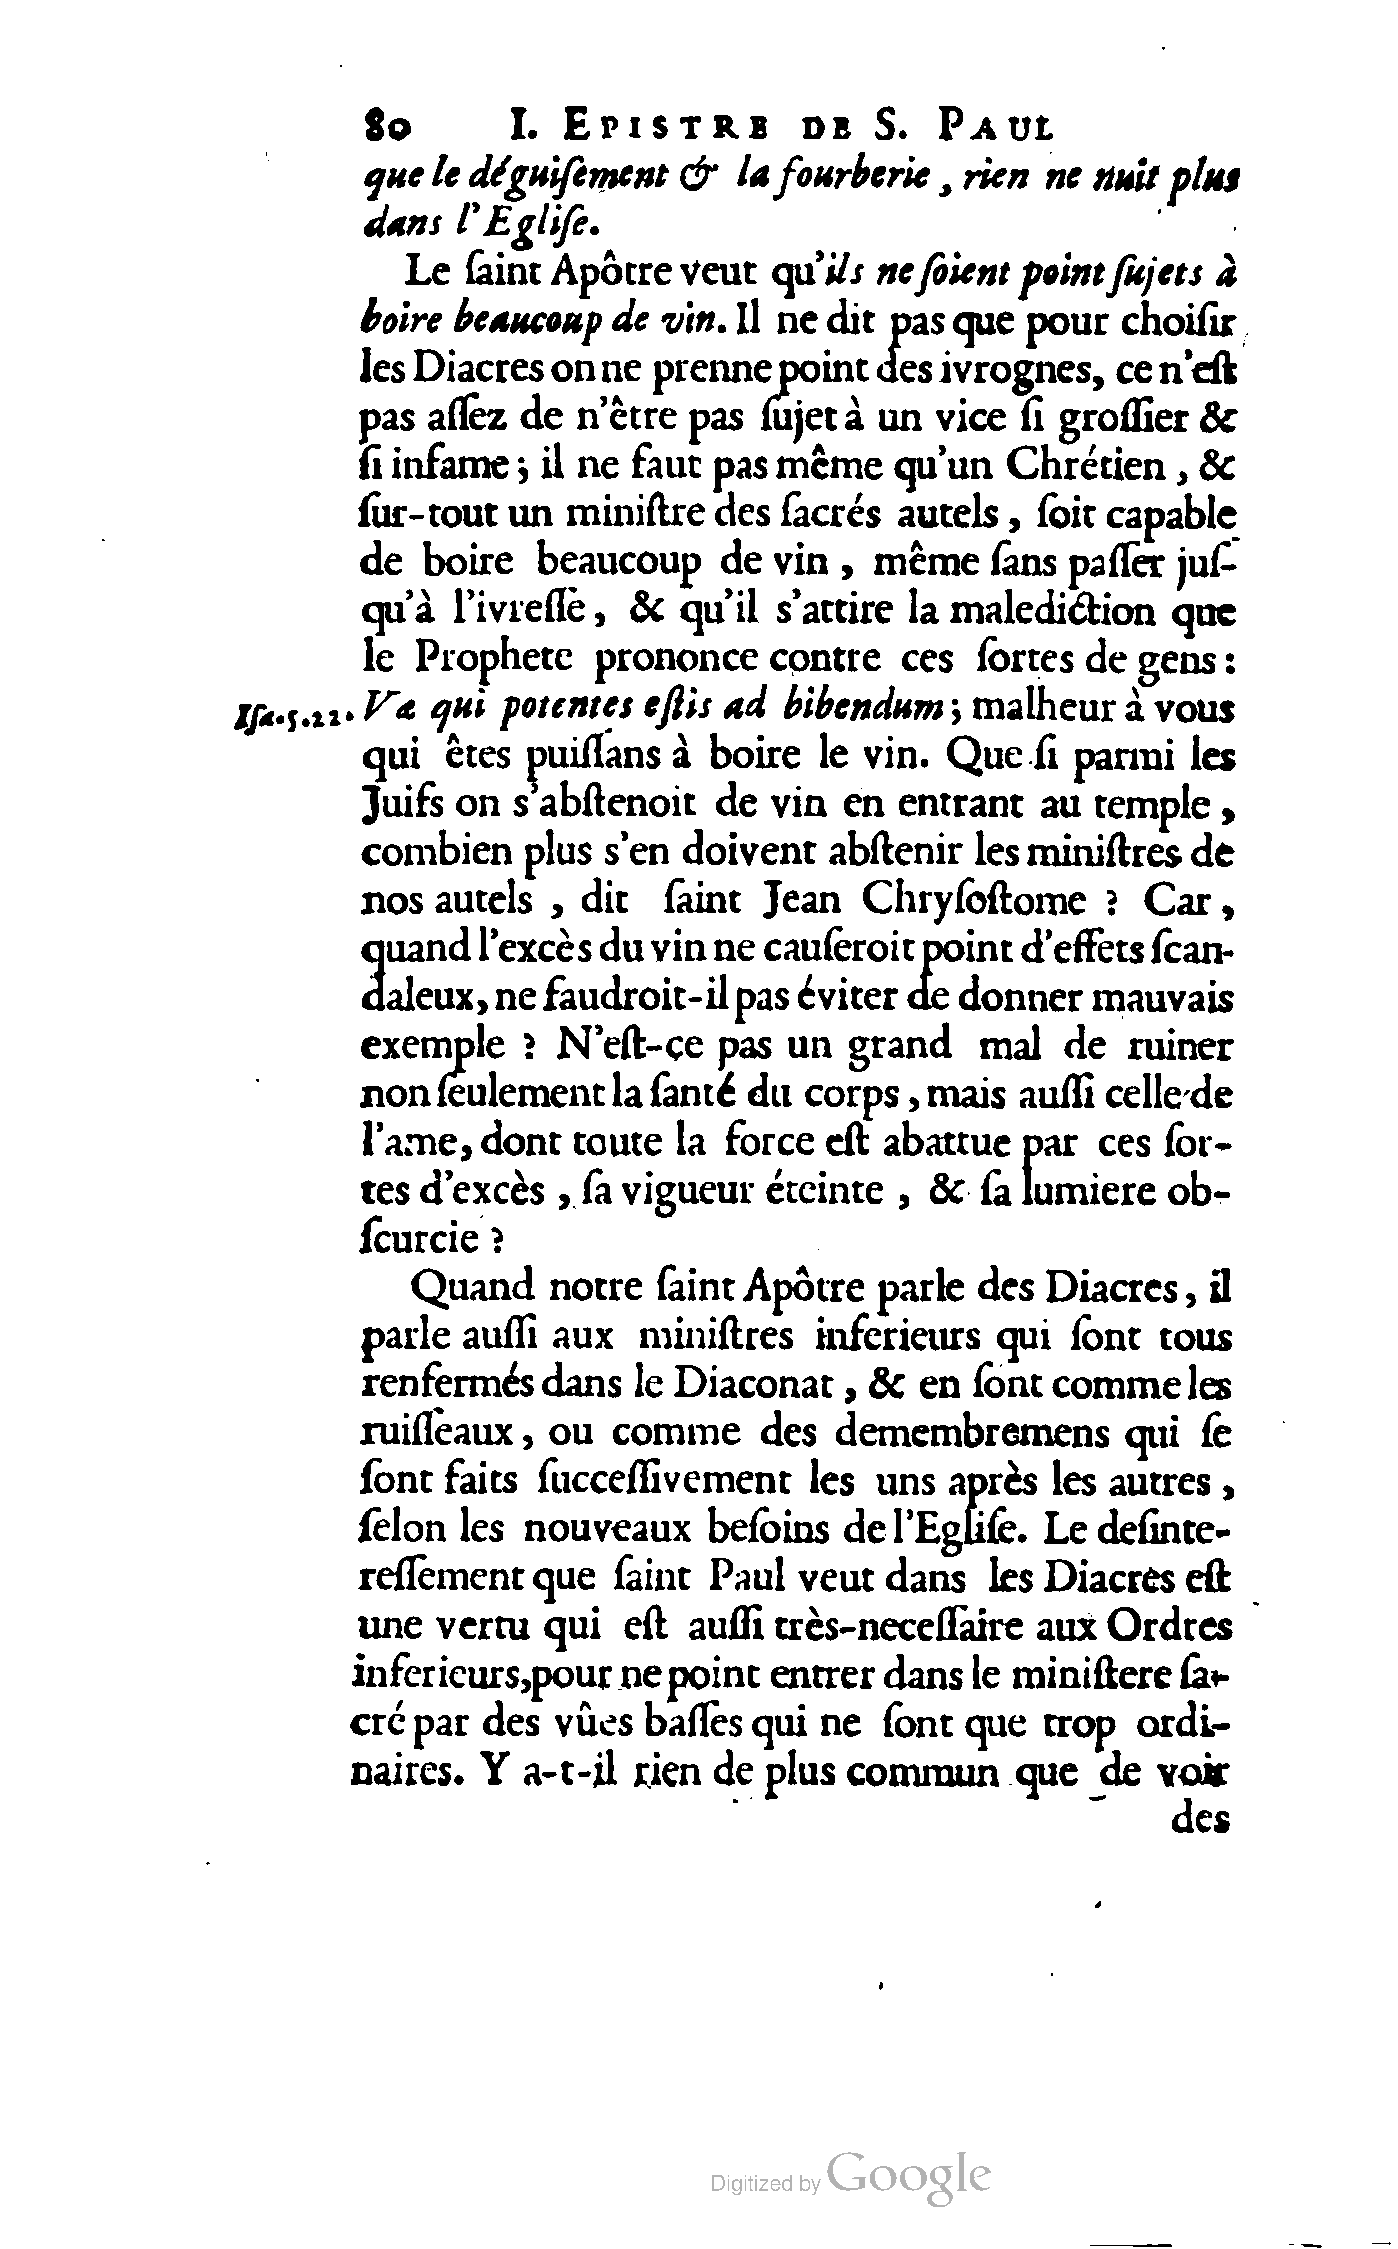 80 I. EPISTRE DE S. PAUL
que le déguiſement & la fourberie, rien ne nuit plus
dans l'Egliſe.
Le ſaint Apôtre veut qu'ils ne ſoient point ſujets à
boire beaucoup de vin. Il ne dit pas que pour choiſir
les Diacres on ne prenne point des ivrognes, ce n'eſt
pas aſſez de n'être pas ſujet à un vice ſi groſſier &
ſi infame; il ne faut pas même qu'un Chrétien, &
ſur-tout un miniſtre des ſacrés autels, ſoit capable
de boire beaucoup de vin, même ſans paſſer juſ-
qu'à l'ivreſſe, & qu'il s'attire la malediction que
le Prophete prononce contre ces ſortes de gens:
Iſa. 5. 22. Væ qui potentes eſtis ad bibendum; malheur à vous
qui êtes puiſſans à boire le vin. Que ſi parmi les
Juifs on s'abſtenoit de vin en entrant au temple,
combien plus s'en doivent abſtenir les miniſtres de
nos autels, dit ſaint Jean Chryſoſtome ? Car,
quand l'excès du vin ne cauſeroit point d'effets ſcan-
daleux, ne faudroit-il pas éviter de donner mauvais
exemple ? N'eſt-ce pas un grand mal de ruiner
non ſeulement la ſanté du corps, mais auſſi celle de
l'ame, dont toute la force eſt abattue par ces ſor-
tes d'excès, ſa vigueur éteinte, & ſa lumiere ob-
ſcurcie ?
Quand notre ſaint Apôtre parle des Diacres, il
parle auſſi aux miniſtres inferieurs qui ſont tous
renfermés dans le Diaconat, & en ſont comme les
ruiſſeaux, ou comme des demembremens qui ſe
ſont faits ſucceſſivement les uns après les autres,
ſelon les nouveaux beſoins de l'Egliſe. Le deſinte-
reſſement que ſaint Paul veut dans les Diacres eſt
une vertu qui eſt auſſi très-neceſſaire aux Ordres
inferieurs, pour ne point entrer dans le miniſtere ſa-
cré par des vûes baſſes qui ne ſont que trop ordi-
naires. Y a-t-il rien de plus commun que de voir
des
Digitized by Google